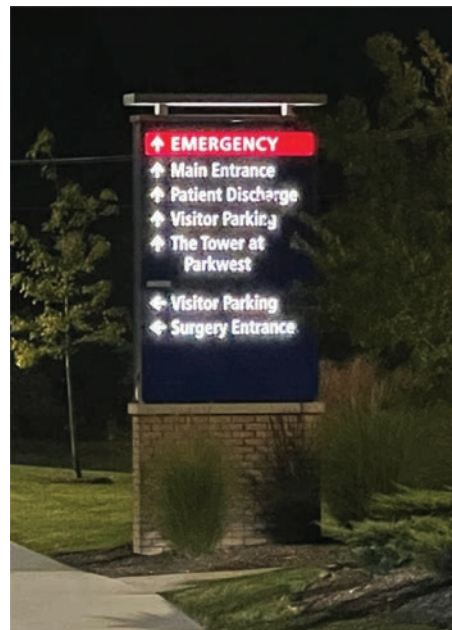 ↑ EMERGENCY
↑ Main Entrance
↑ Patient Discharge
↑ Visitor Parking
↑ The Tower at
Parkwest
← Visitor Parking
← Surgery Entrance